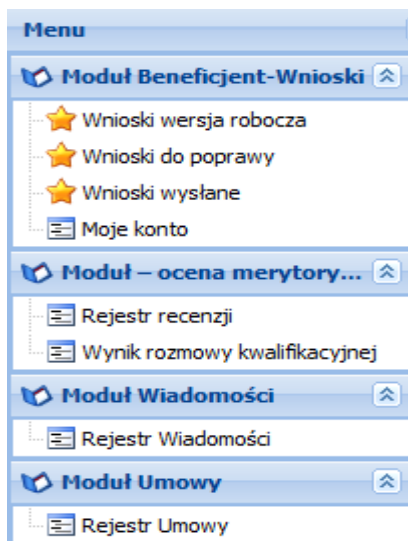 Menu
Moduł Beneficjent-Wnioski
Wnioski wersja robocza
Wnioski do poprawy
Wnioski wysłane
Moje konto
Moduł – ocena merytory...
Rejestr recenzji
Wynik rozmowy kwalifikacyjnej
Moduł Wiadomości
Rejestr Wiadomości
Moduł Umowy
Rejestr Umowy